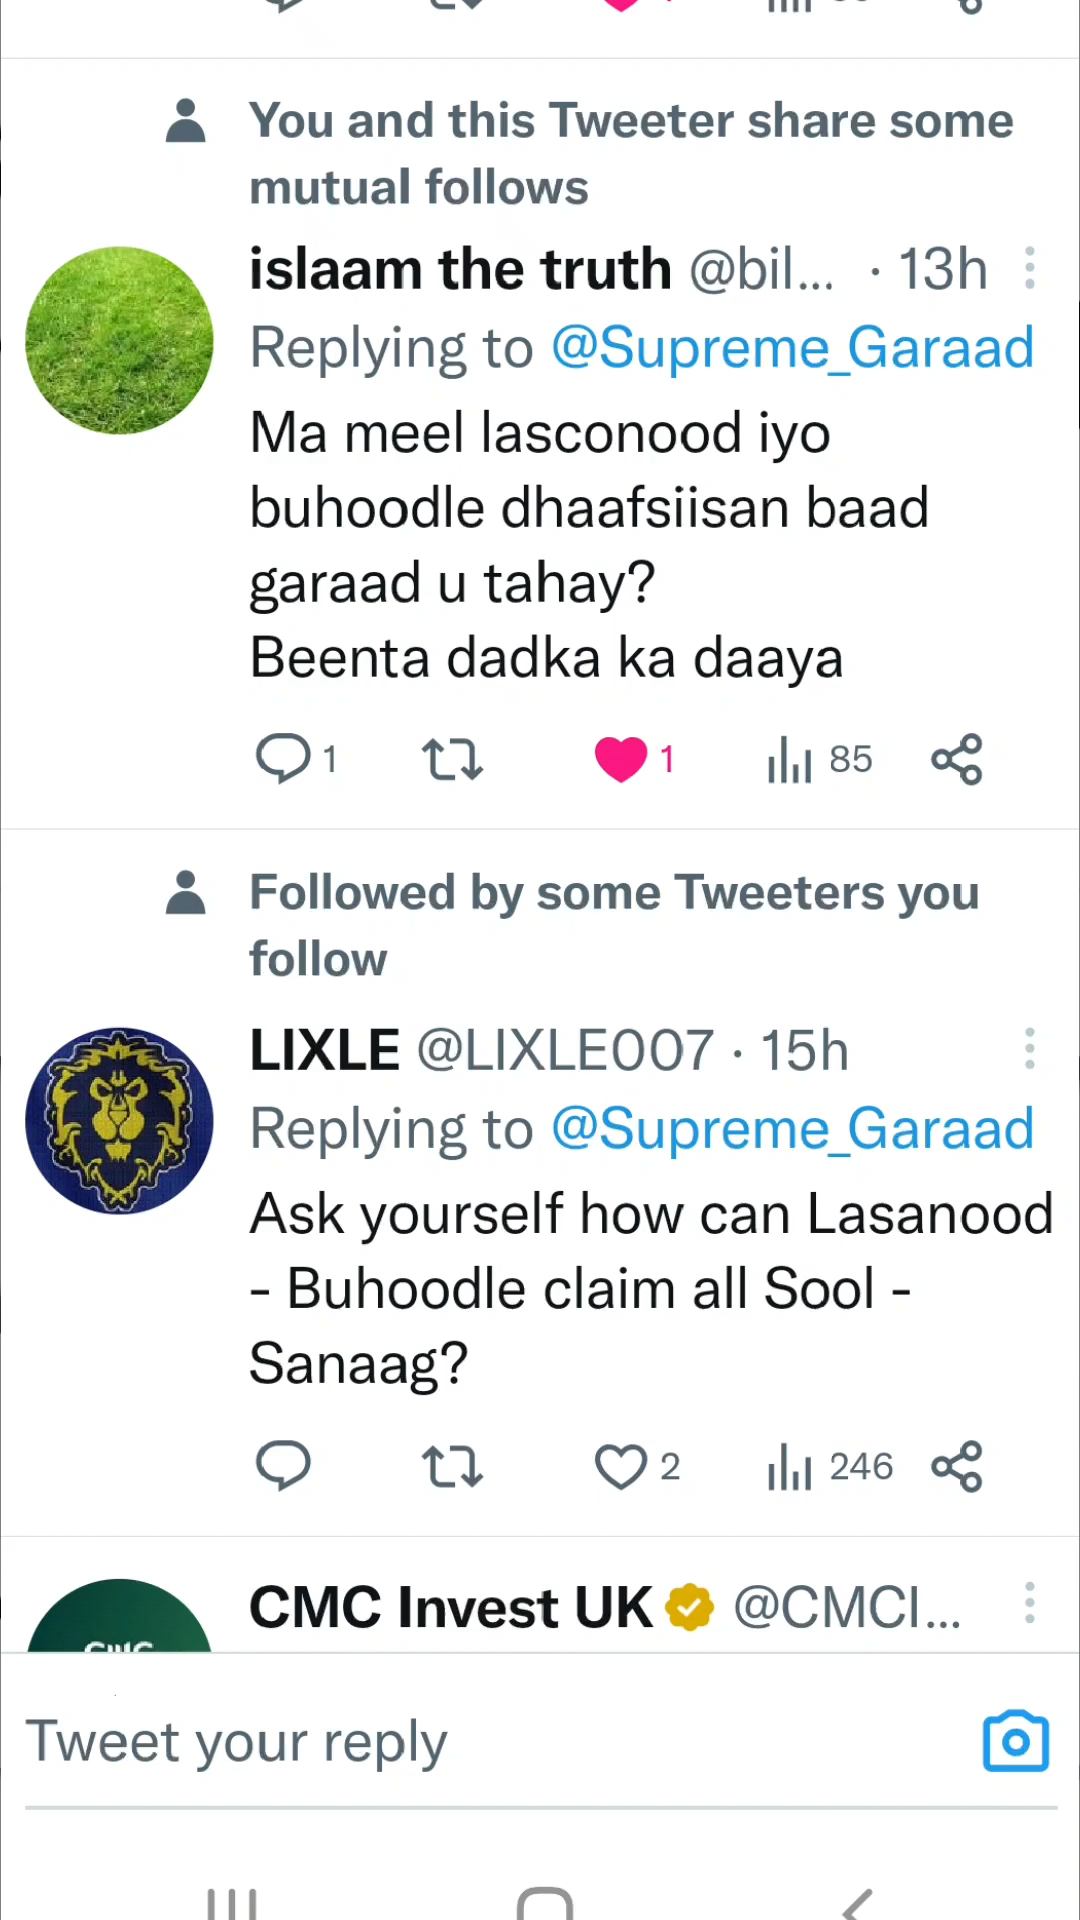 You and this Tweeter share some
mutual follows
islaam the truth @bil... · 13h
Replying to @Supreme_Garaad
Ma meel lasconood iyo
buhoodle dhaafsiisan baad
garaad u tahay?
Beenta dadka ka daaya
1 1 85
Followed by some Tweeters you
follow
LIXLE @LIXLE007 · 15h
Replying to @Supreme_Garaad
Ask yourself how can Lasanood
- Buhoodle claim all Sool -
Sanaag?
2 246
CMC Invest UK @CMCI...
Tweet your reply